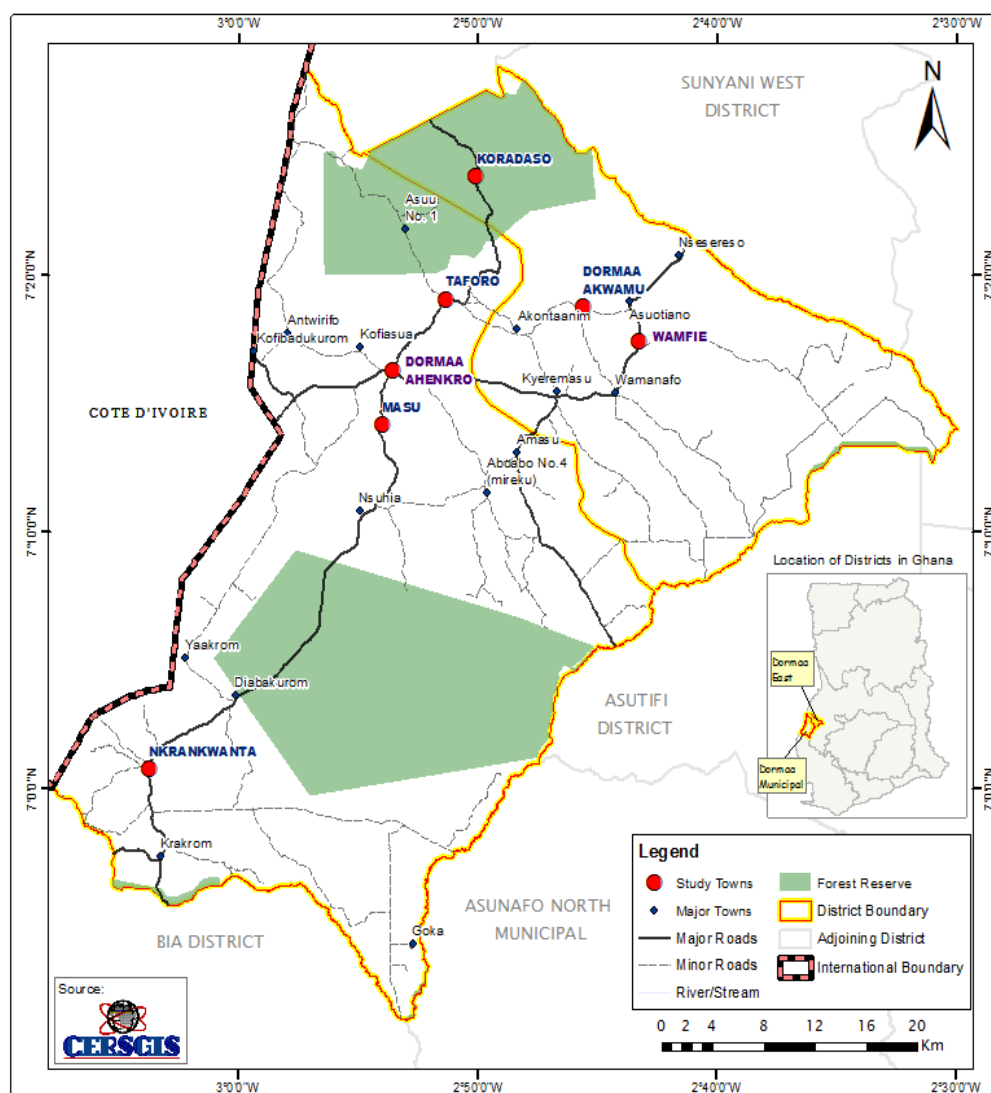 3°0'0"W
2°50'0"W
2°40'0"W
2°30'0"W
N
SUNYANI WEST
DISTRICT
KORADASO
Asuu
No. 1
Nsesereso
7°20'0"N
7°20'0"N
TAFORO
DORMAA
AKWAMU
Antwirifo
Kofibadukurom
Kofiasua
Akontaanim
Asuotiano
WAMFIE
DORMAA
AHENKRO
Kyeremasu
Wamanafo
COTE D'IVOIRE
MASU
Amasu
Aboabo No.4
(mireku)
Nsuhia
7°10'0"N
7°10'0"N
Location of Districts in Ghana
Dormaa
East
Dormaa
Municipal
Yaakrom
Diabakurom
ASUTIFI
DISTRICT
NKRANKWANTA
7°0'0"N
7°0'0"N
Krakrom
ASUNAFO NORTH
MUNICIPAL
BIA DISTRICT
Goka
Legend
Study Towns
Major Towns
Major Roads
Minor Roads
River/Stream
Forest Reserve
District Boundary
Adjoining District
International Boundary
0 2 4 8 12 16 20
Km
Source:
CERSGIS
3°0'0"W
2°50'0"W
2°40'0"W
2°30'0"W